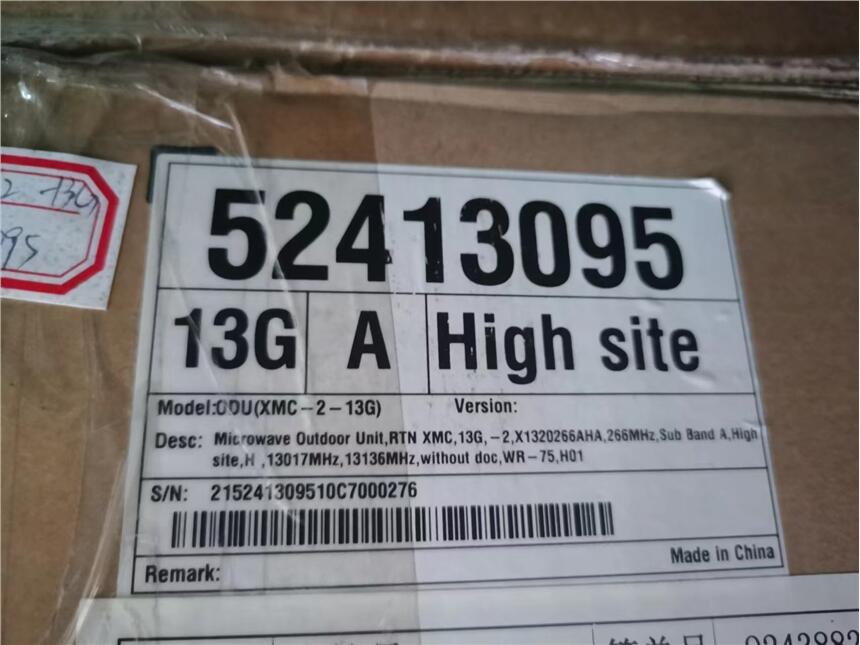 52413095
13G A High site
Model:ODU(XMC-2-13G) Version:
Desc: Microwave Outdoor Unit,RTN XMC,13G,-2,X1320266AHA,266MHz,Sub Band A,High
site,H ,13017MHz,13136MHz,without doc,WR-75,H01
S/N: 215241309510C7000276
Made in China
Remark: